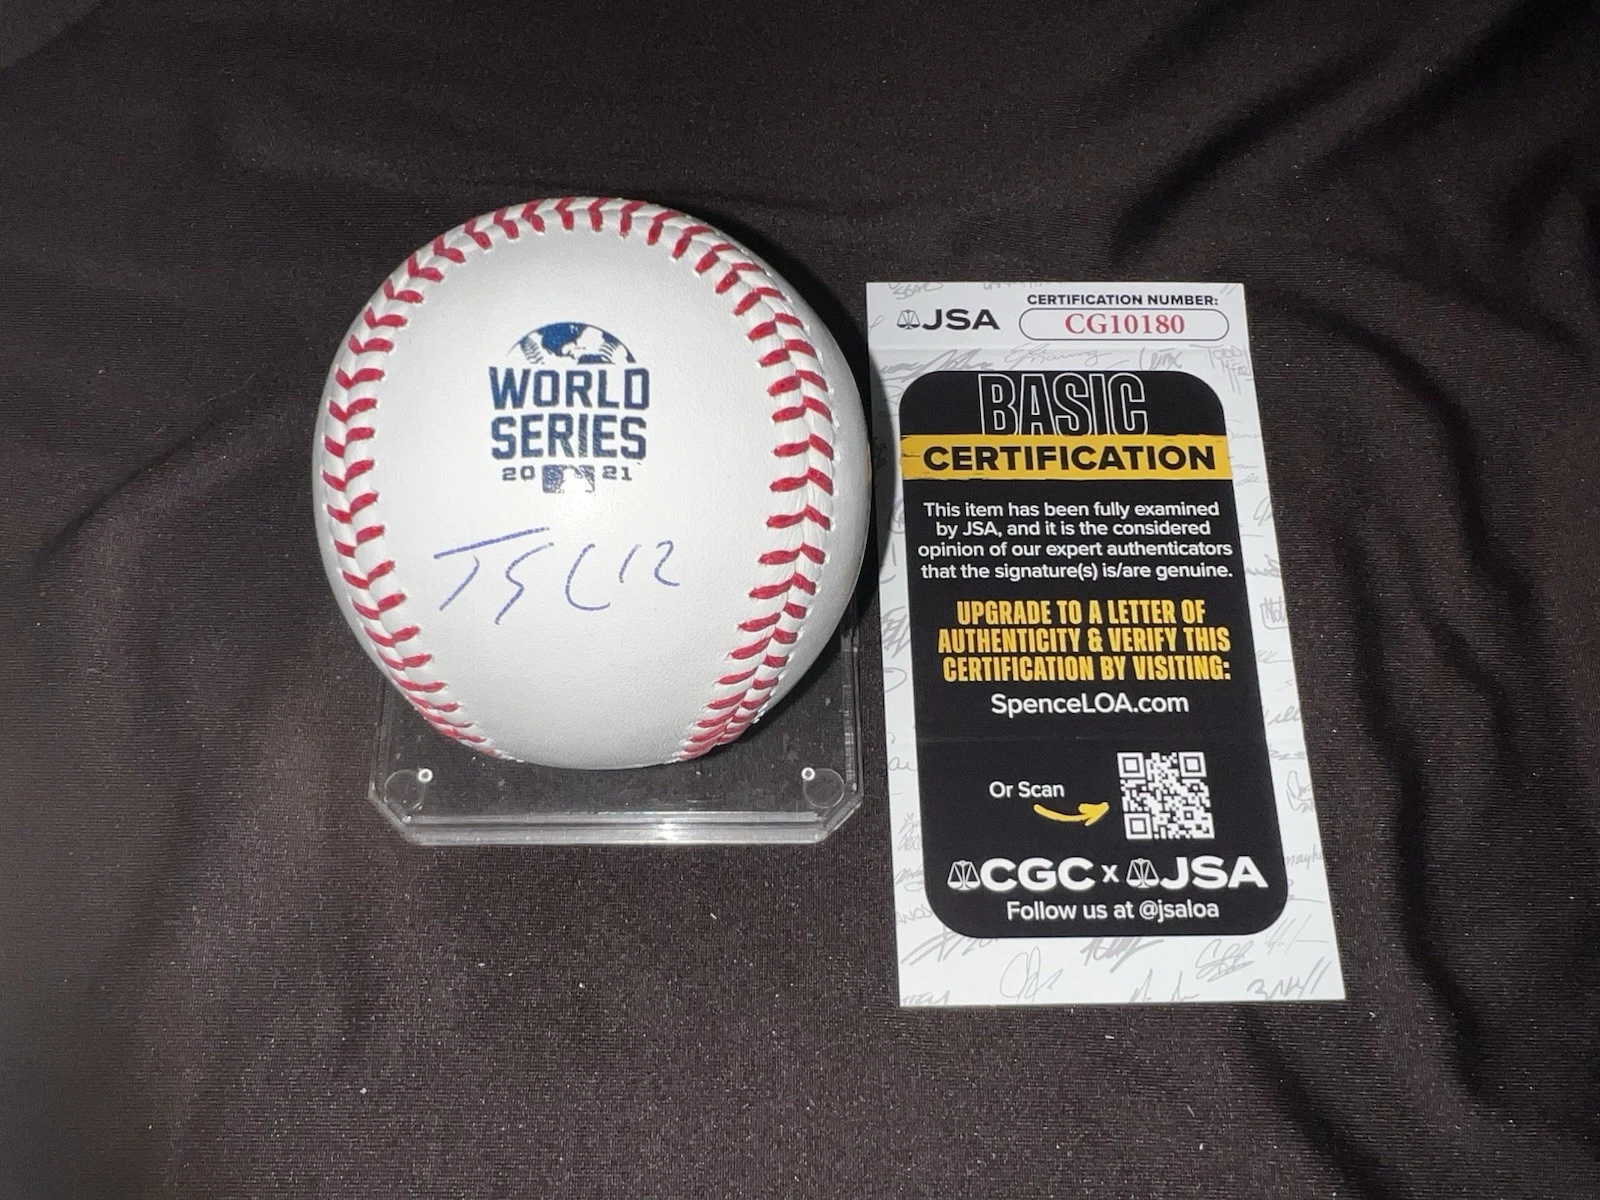 WORLD
SERIES
20 21
JSA
CERTIFICATION NUMBER:
CG10180
BASIC
CERTIFICATION
This item has been fully examined
by JSA, and it is the considered
opinion of our expert authenticators
that the signature(s) is/are genuine.
UPGRADE TO A LETTER OF
AUTHENTICITY & VERIFY THIS
CERTIFICATION BY VISITING:
SpenceLOA.com
Or Scan
CGC x JSA
Follow us at @jsaloa